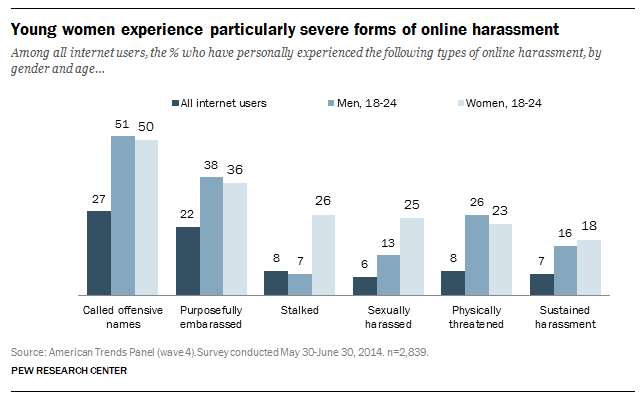 Young women experience particularly severe forms of online harassment
Among all internet users, the % who have personally experienced the following types of online harassment, by
gender and age...
All internet users Men, 18-24 Women, 18-24
27 51 50
22 38 36
8 7 26
6 13 25
8 26 23
7 16 18
Called offensive
names
Purposefully
embarrassed
Stalked
Sexually
harassed
Physically
threatened
Sustained
harassment
Source: American Trends Panel (wave 4).Survey conducted May 30-June 30, 2014. n=2,839.
PEW RESEARCH CENTER